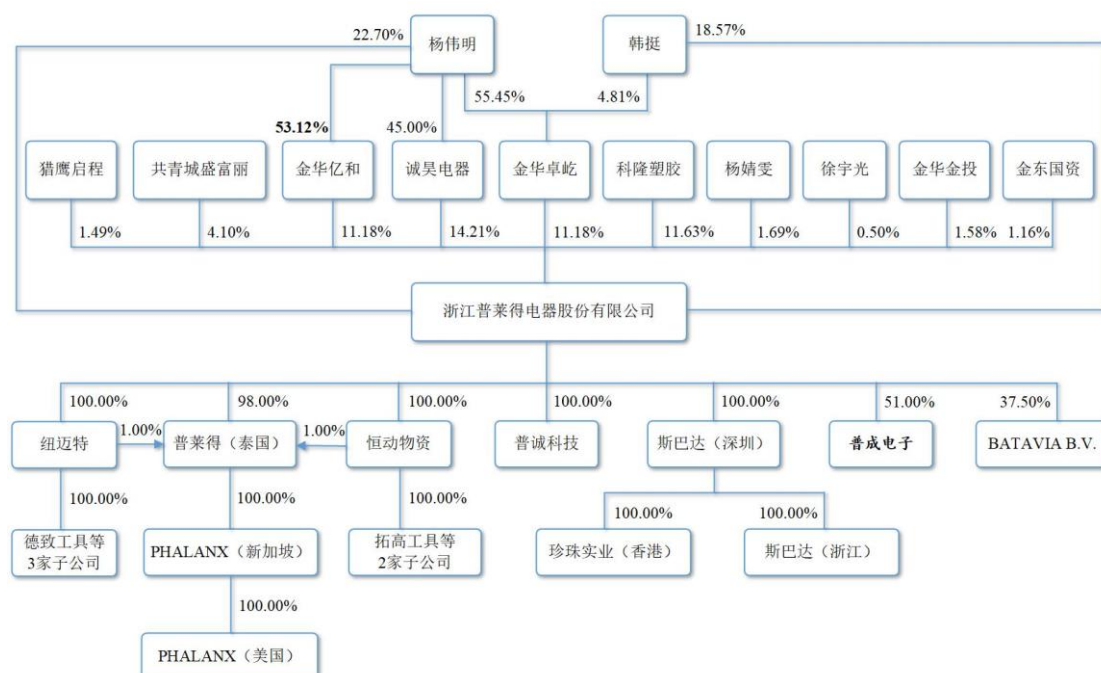 22.70%
杨伟明
韩挺
18.57%
55.45%
4.81%
53.12%
45.00%
猎鹰启程
共青城盛富丽
金华亿和
诚昊电器
金华卓屹
科隆塑胶
杨婧雯
徐宇光
金华金投
金东国资
1.49%
4.10%
11.18%
14.21%
11.18%
11.63%
1.69%
0.50%
1.58%
1.16%
浙江普莱得电器股份有限公司
100.00%
98.00%
100.00%
100.00%
100.00%
51.00%
37.50%
纽迈特
1.00%
普莱得（泰国）
1.00%
恒动物资
普诚科技
斯巴达（深圳）
普成电子
BATAVIA B.V.
100.00%
100.00%
100.00%
100.00%
100.00%
德致工具等
3家子公司
PHALANX（新加坡）
拓高工具等
2家子公司
珍珠实业（香港）
斯巴达（浙江）
100.00%
PHALANX（美国）